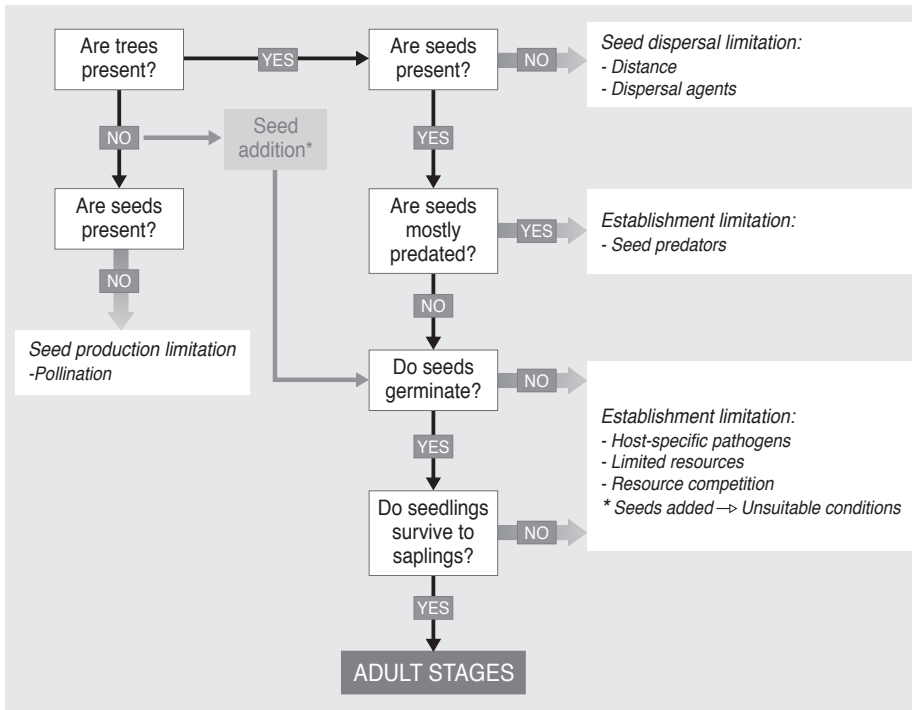 Are trees
present?
YES
Are seeds
present?
NO
Seed dispersal limitation:
- Distance
- Dispersal agents
NO
Seed
addition*
YES
Are seeds
present?
Are seeds
mostly
predated?
YES
Establishment limitation:
- Seed predators
NO
NO
Seed production limitation
-Pollination
Do seeds
germinate?
NO
Establishment limitation:
- Host-specific pathogens
- Limited resources
- Resource competition
* Seeds added → Unsuitable conditions
YES
Do seedlings
survive to
saplings?
NO
YES
ADULT STAGES